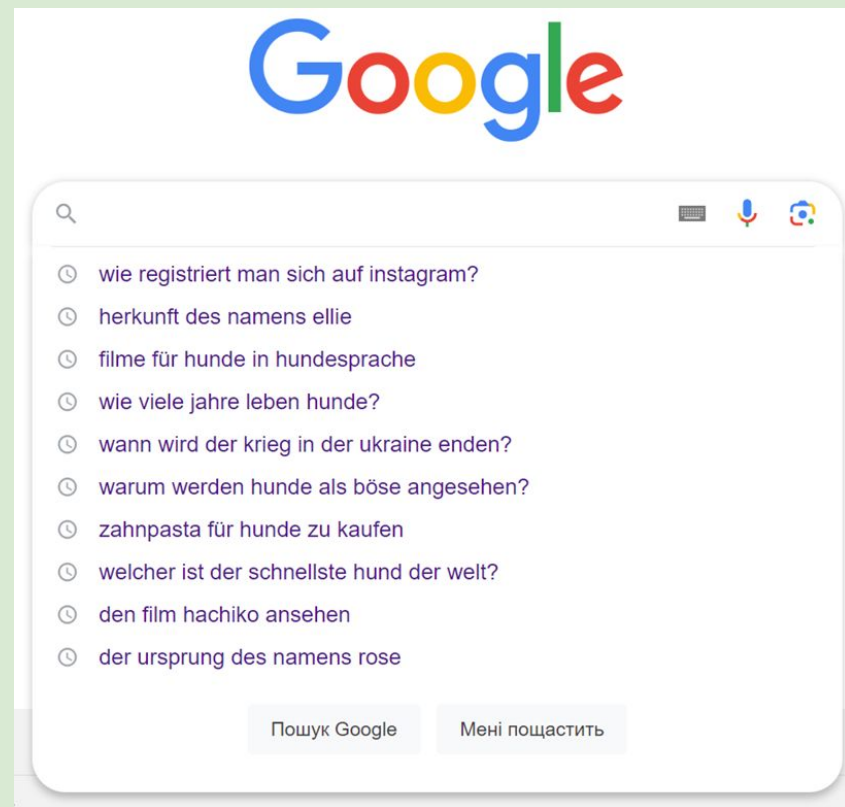 Google
wie registriert man sich auf instagram?
herkunft des namens ellie
filme für hunde in hundesprache
wie viele jahre leben hunde?
wann wird der krieg in der ukraine enden?
warum werden hunde als böse angesehen?
zahnpasta für hunde zu kaufen
welcher ist der schnellste hund der welt?
den film hachiko ansehen
der ursprung des namens rose
Пошук Google Мені пощастить